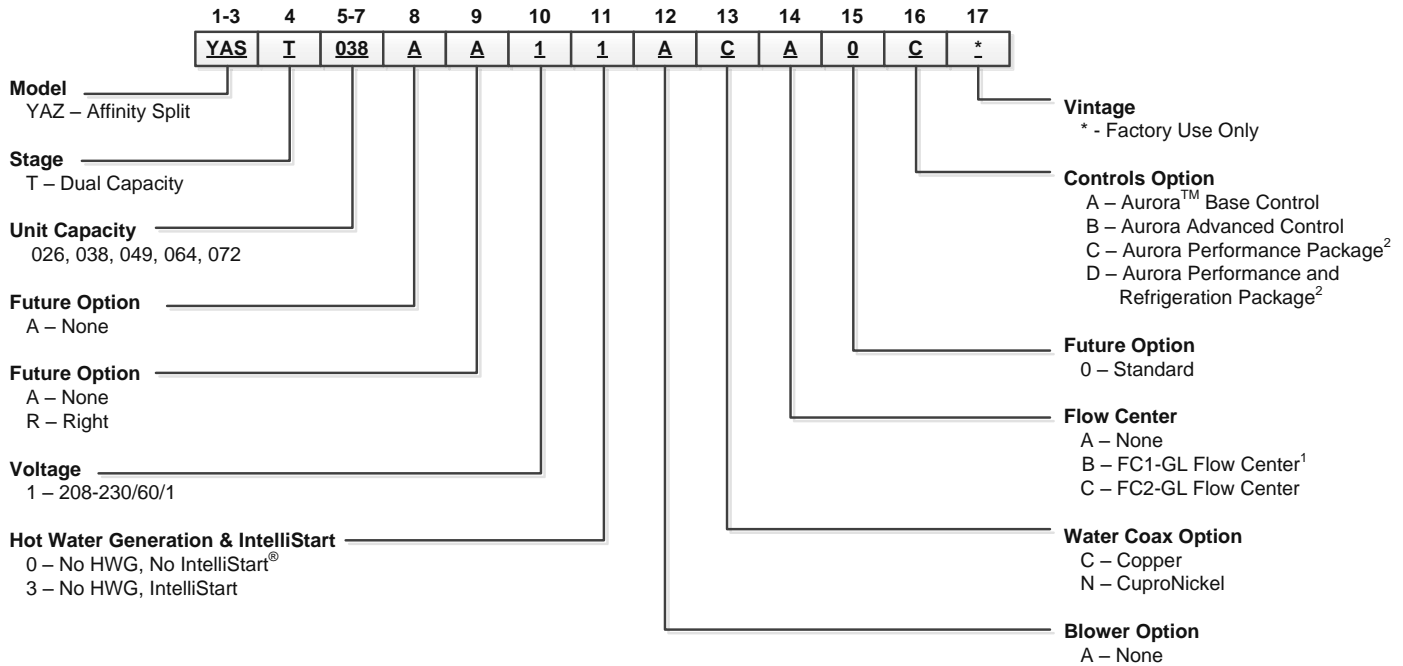 1-3 4 5-7 8 9 10 11 12 13 14 15 16 17
YAS T 038 A A 1 1 A C A 0 C *
Model
YAZ – Affinity Split
Stage
T – Dual Capacity
Unit Capacity
026, 038, 049, 064, 072
Future Option
A – None
Future Option
A – None
R – Right
Voltage
1 – 208-230/60/1
Hot Water Generation & IntelliStart
0 – No HWG, No IntelliStart®
3 – No HWG, IntelliStart
Vintage
* - Factory Use Only
Controls Option
A – Aurora™ Base Control
B – Aurora Advanced Control
C – Aurora Performance Package²
D – Aurora Performance and
Refrigeration Package²
Future Option
0 – Standard
Flow Center
A – None
B – FC1-GL Flow Center¹
C – FC2-GL Flow Center
Water Coax Option
C – Copper
N – CuproNickel
Blower Option
A – None